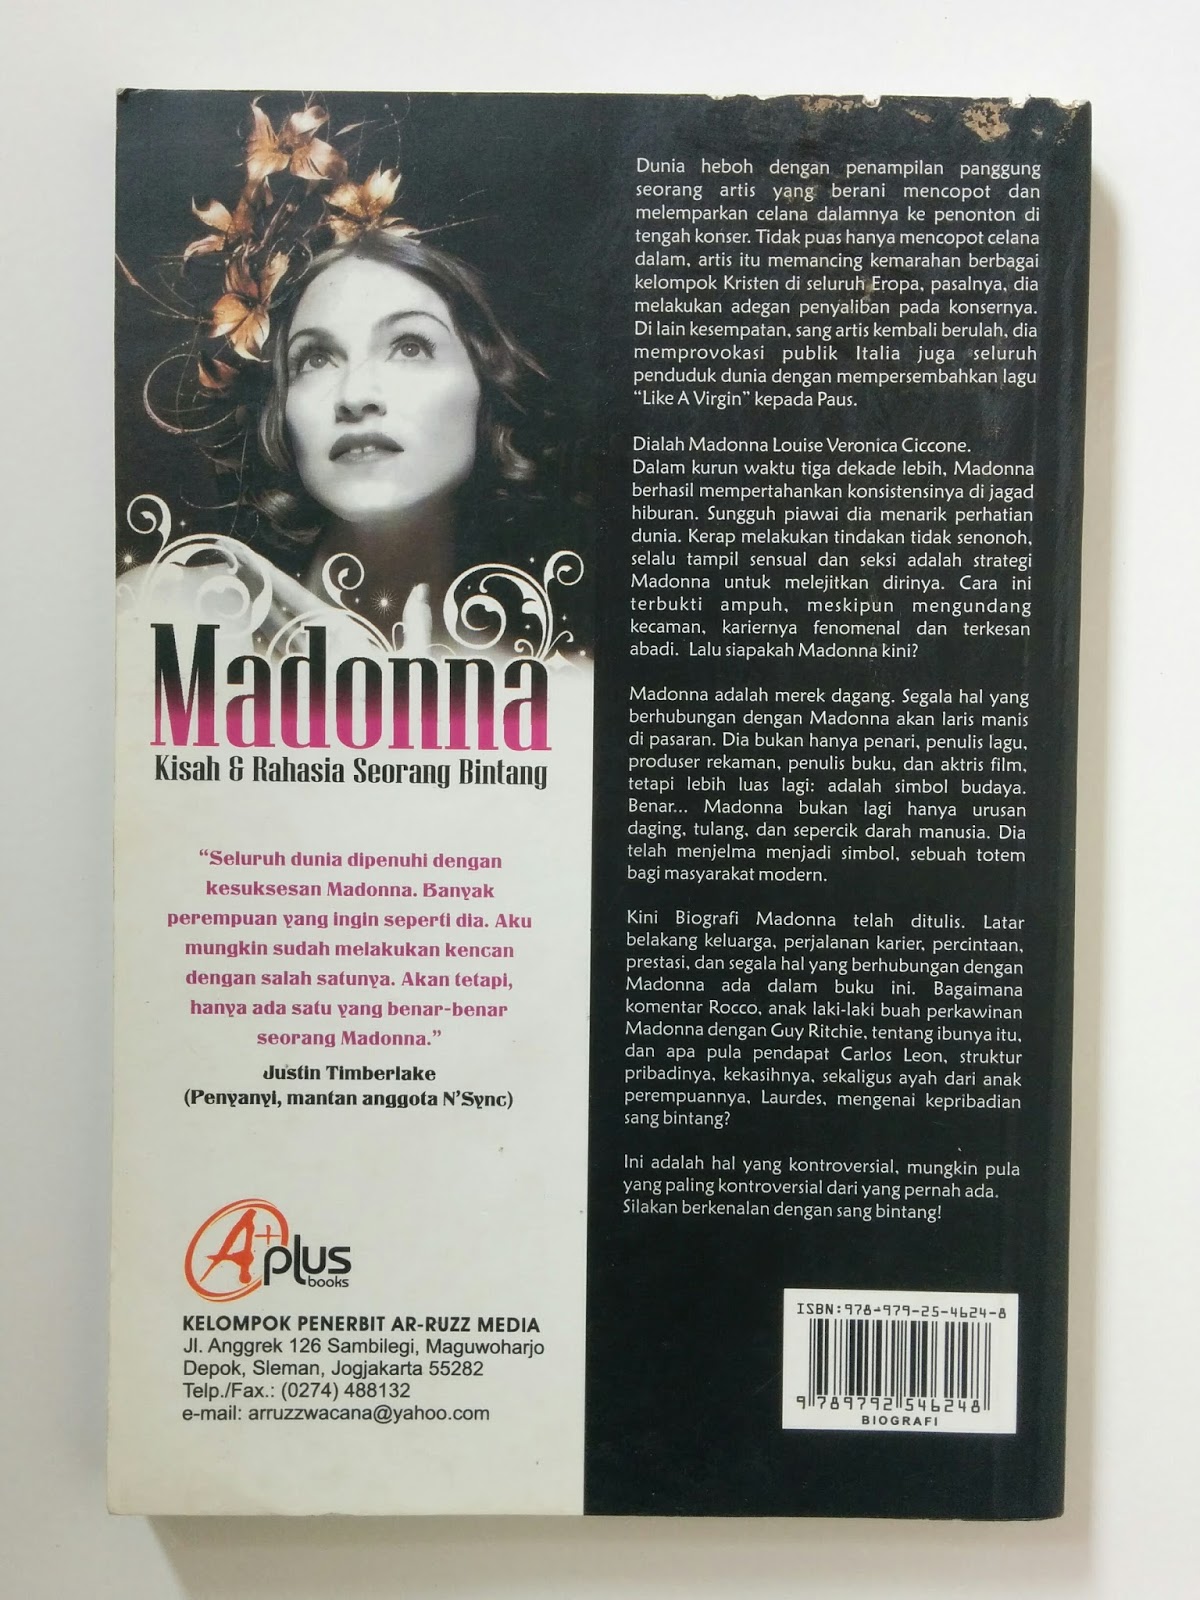 Madonna
Kisah & Rahasia Seorang Bintang
“Seluruh dunia dipenuhi dengan
kesuksesan Madonna. Banyak
perempuan yang ingin seperti dia. Aku
mungkin sudah melakukan kencan
dengan salah satunya. Akan tetapi,
hanya ada satu yang benar-benar
seorang Madonna.”
Justin Timberlake
(Penyanyi, mantan anggota N’Sync)
A+plus
books
KELOMPOK PENERBIT AR-RUZZ MEDIA
Jl. Anggrek 126 Sambilegi, Maguwoharjo
Depok, Sleman, Jogjakarta 55282
Telp./Fax.: (0274) 488132
e-mail: arruzzwacana@yahoo.com
Dunia heboh dengan penampilan panggung
seorang artis yang berani mencopot dan
melemparkan celana dalamnya ke penonton di
tengah konser. Tidak puas hanya mencopot celana
dalam, artis itu memancing kemarahan berbagai
kelompok Kristen di seluruh Eropa, pasalnya, dia
melakukan adegan penyaliban pada konsernya.
Di lain kesempatan, sang artis kembali berulah, dia
memprovokasi publik Italia juga seluruh
penduduk dunia dengan mempersembahkan lagu
“Like A Virgin” kepada Paus.
Dialah Madonna Louise Veronica Ciccone.
Dalam kurun waktu tiga dekade lebih, Madonna
berhasil mempertahankan konsistensinya di jagad
hiburan. Sungguh piawai dia menarik perhatian
dunia. Kerap melakukan tindakan tidak senonoh,
selalu tampil sensual dan seksi adalah strategi
Madonna untuk melejitkan dirinya. Cara ini
terbukti ampuh, meskipun mengundang
kecaman, kariernya fenomenal dan terkesan
abadi. Lalu siapakah Madonna kini?
Madonna adalah merek dagang. Segala hal yang
berhubungan dengan Madonna akan laris manis
di pasaran. Dia bukan hanya penari, penulis lagu,
produser rekaman, penulis buku, dan aktris film,
tetapi lebih luas lagi: adalah simbol budaya.
Benar... Madonna bukan lagi hanya urusan
daging, tulang, dan sepercik darah manusia. Dia
telah menjelma menjadi simbol, sebuah totem
bagi masyarakat modern.
Kini Biografi Madonna telah ditulis. Latar
belakang keluarga, perjalanan karier, percintaan,
prestasi, dan segala hal yang berhubungan dengan
Madonna ada dalam buku ini. Bagaimana
komentar Rocco, anak laki-laki buah perkawinan
Madonna dengan Guy Ritchie, tentang ibunya itu,
dan apa pula pendapat Carlos Leon, struktur
pribadinya, kekasihnya, sekaligus ayah dari anak
perempuannya, Laurdes, mengenai kepribadian
sang bintang?
Ini adalah hal yang kontroversial, mungkin pula
yang paling kontroversial dari yang pernah ada.
Silakan berkenalan dengan sang bintang!
ISBN:978-979-25-4624-8
9 789792 546248
BIOGRAFI